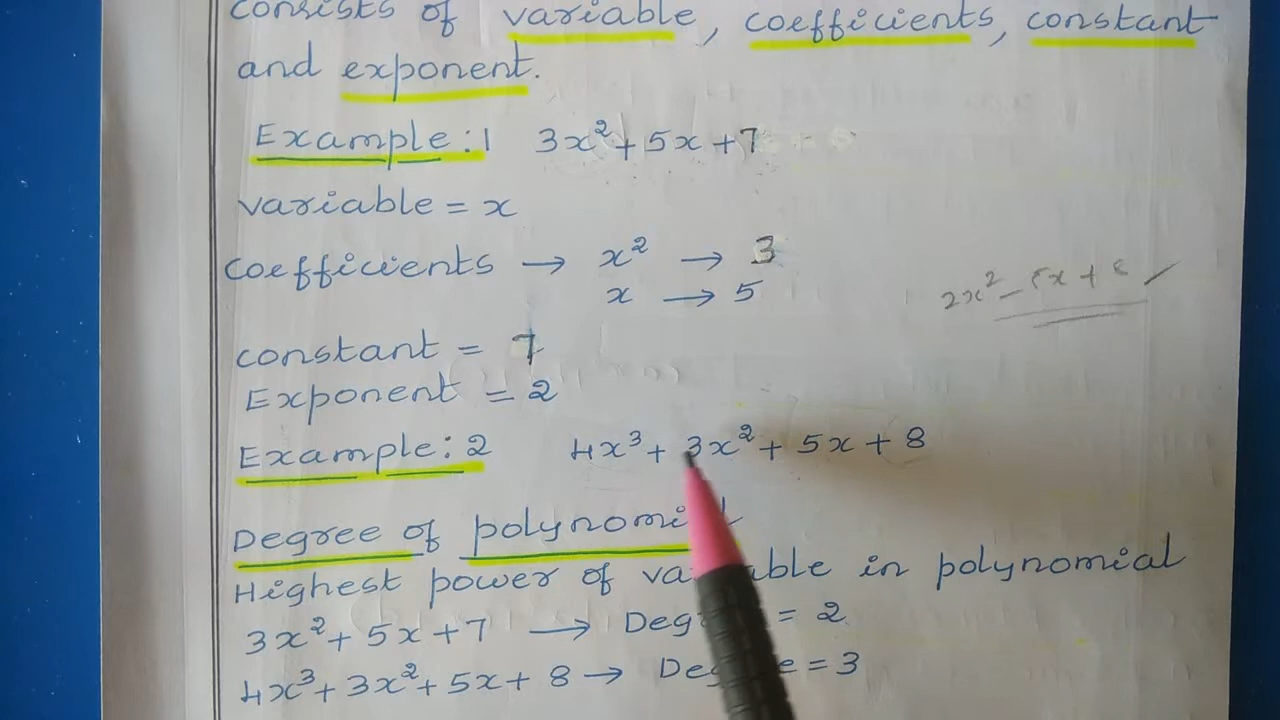 consists of variable, coefficients, constant
and exponent.
Example:1 3x²+5x+7
variable = x
coefficients → x² → 3
x → 5
2x²-5x+
constant = 7
Exponent = 2
Example:2 4x³+3x²+5x+8
Degree of polynomial
Highest power of variable in polynomial
3x²+5x+7 → Degree = 2
4x³+3x²+5x+8 → Degree = 3